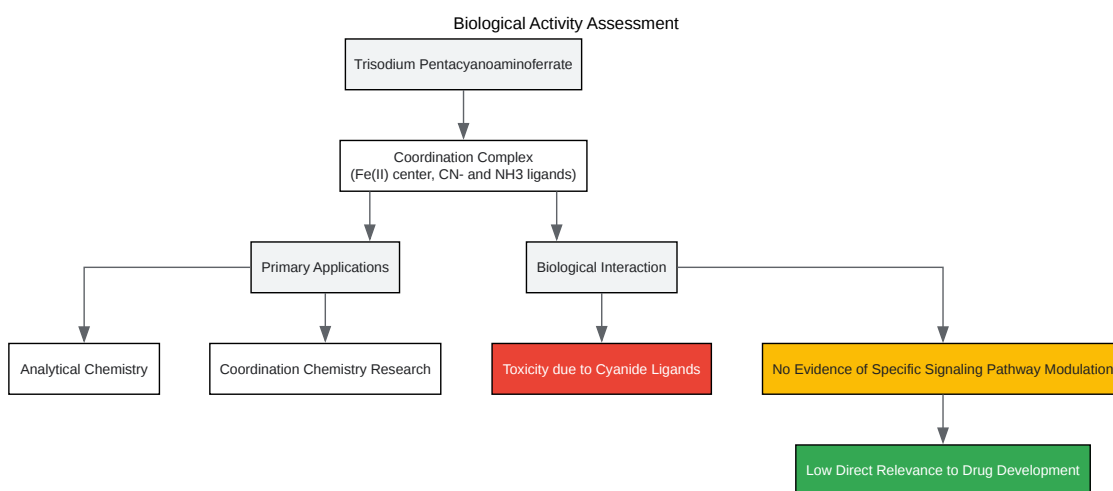 Biological Activity Assessment
Trisodium Pentacyanoaminoferrate
Coordination Complex
(Fe(II) center, CN- and NH3 ligands)
Primary Applications
Biological Interaction
Analytical Chemistry
Coordination Chemistry Research
Toxicity due to Cyanide Ligands
No Evidence of Specific Signaling Pathway Modulation
Low Direct Relevance to Drug Development